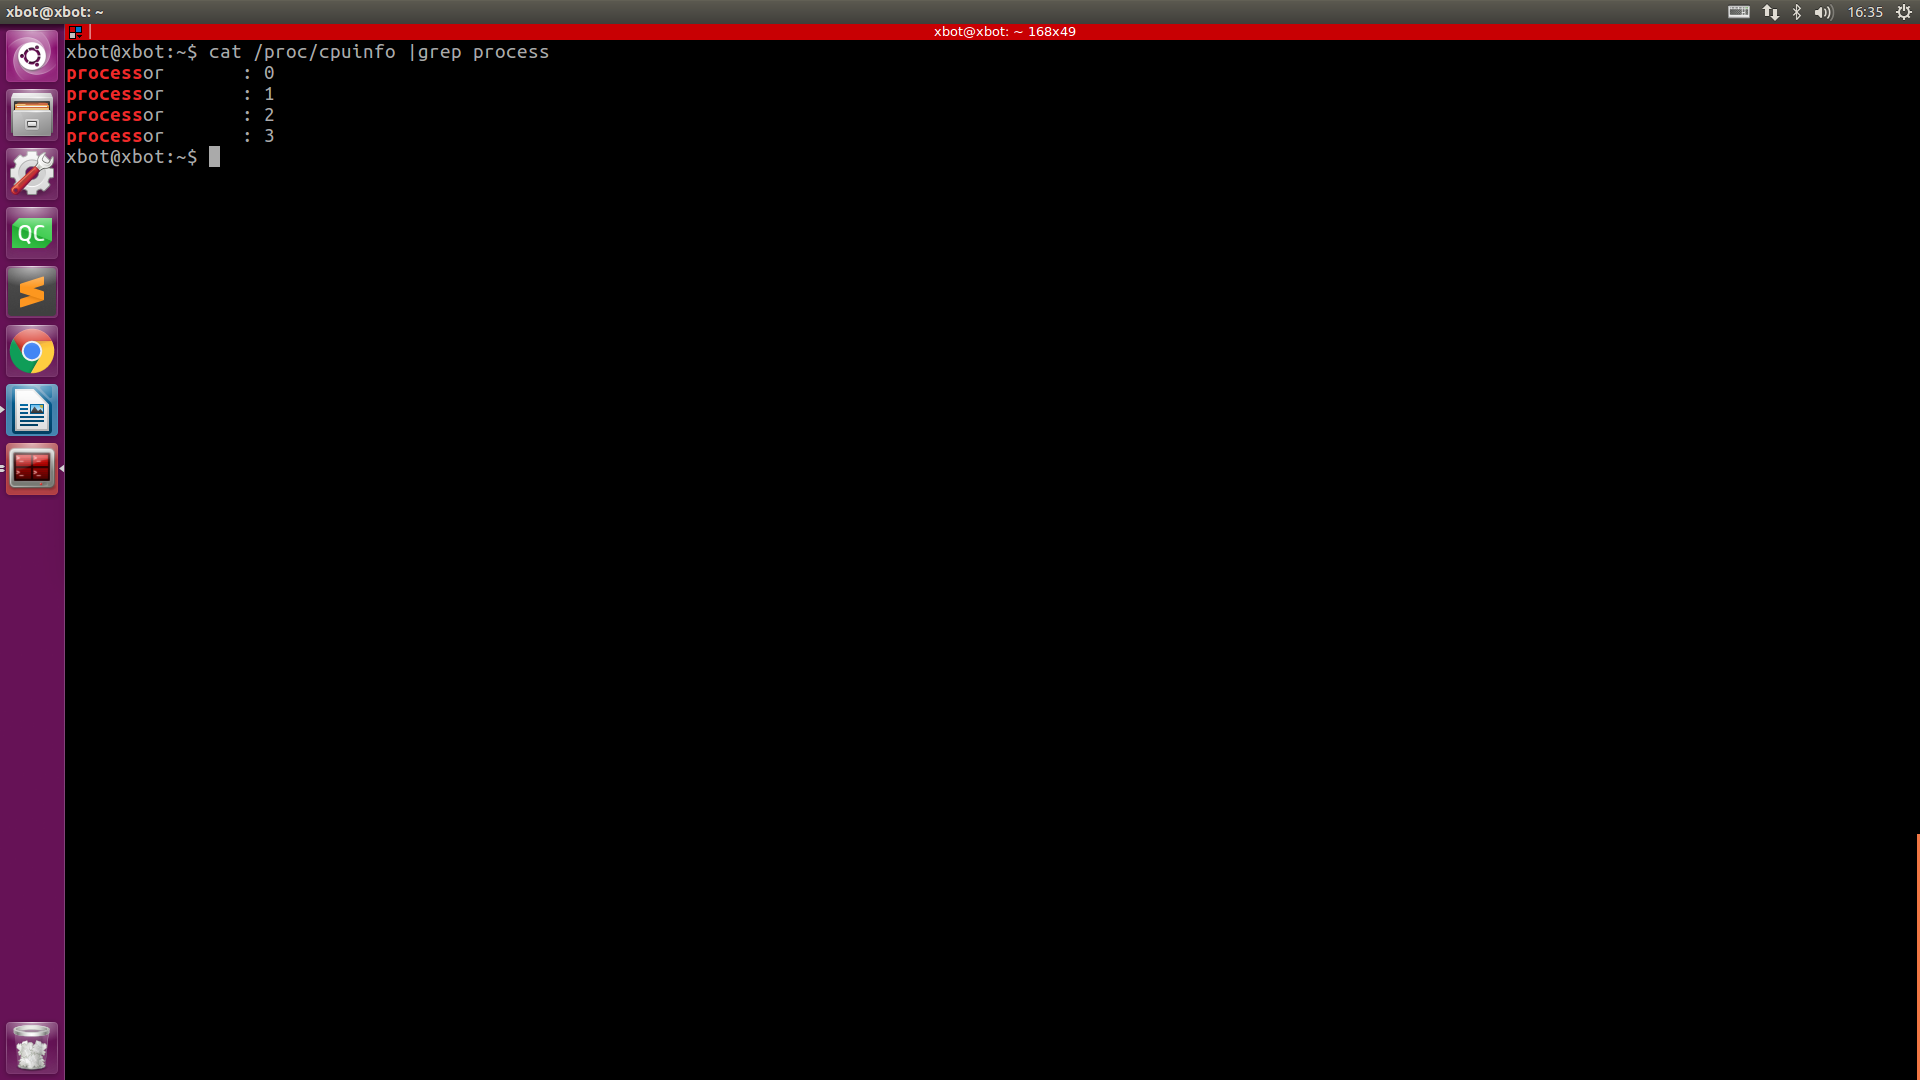 xbot@xbot: ~
16:35
xbot@xbot: ~ 168x49
xbot@xbot:~$ cat /proc/cpuinfo |grep process
processor : 0
processor : 1
processor : 2
processor : 3
xbot@xbot:~$
QC